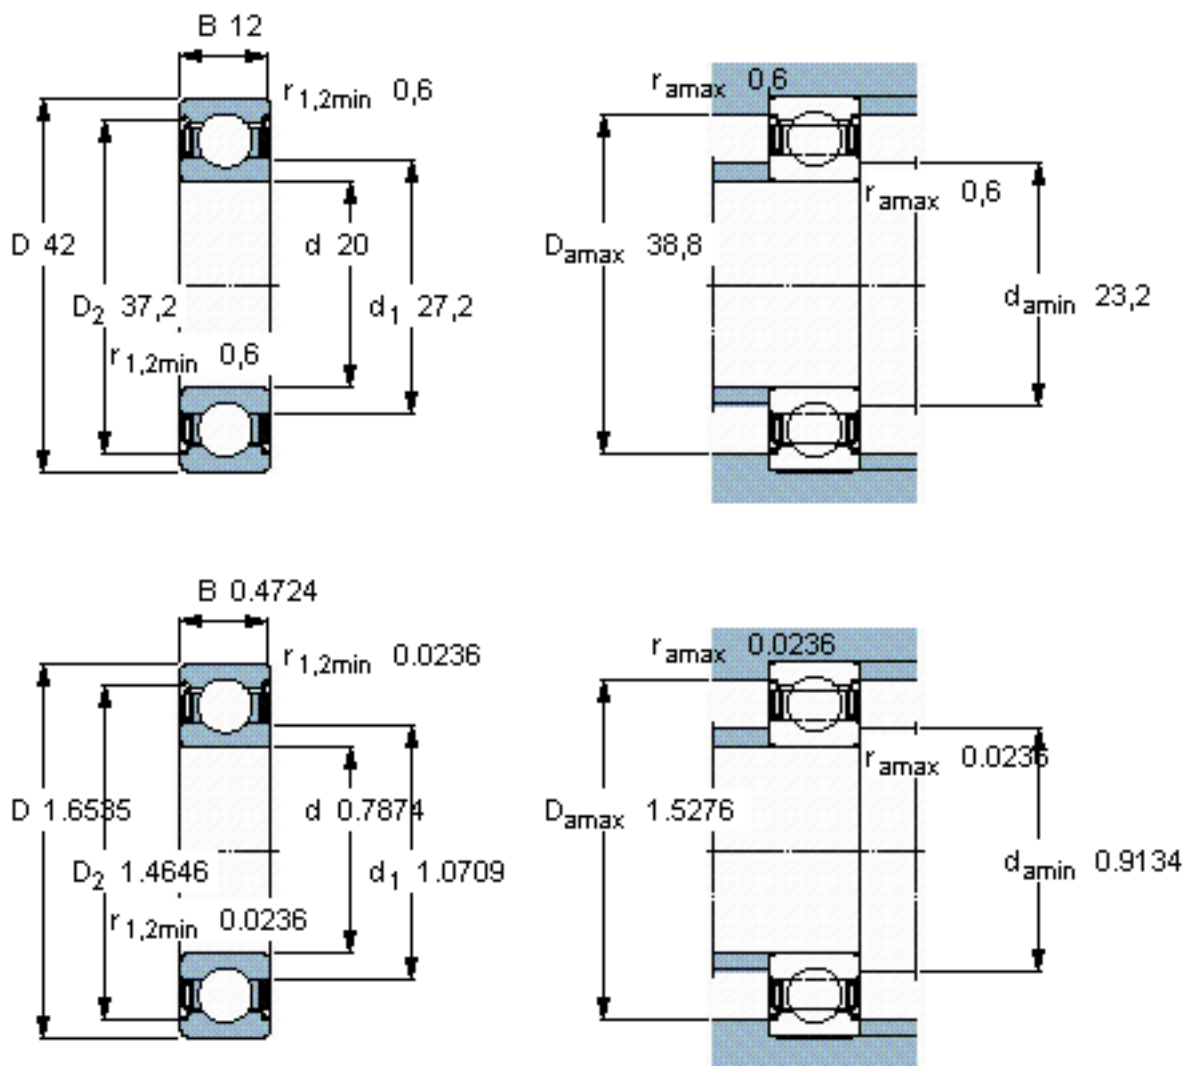 B 12
r1,2min 0,6
ramax 0,6
ramax 0,6
D 42
d 20
Damax 38,8
D2 37,2
d1 27,2
damin 23,2
r1,2min 0,6
B 0.4724
r1,2min 0.0236
ramax 0.0236
ramax 0.0236
D 1.6535
d 0.7874
Damax 1.5276
D2 1.4646
d1 1.0709
damin 0.9134
r1,2min 0.0236